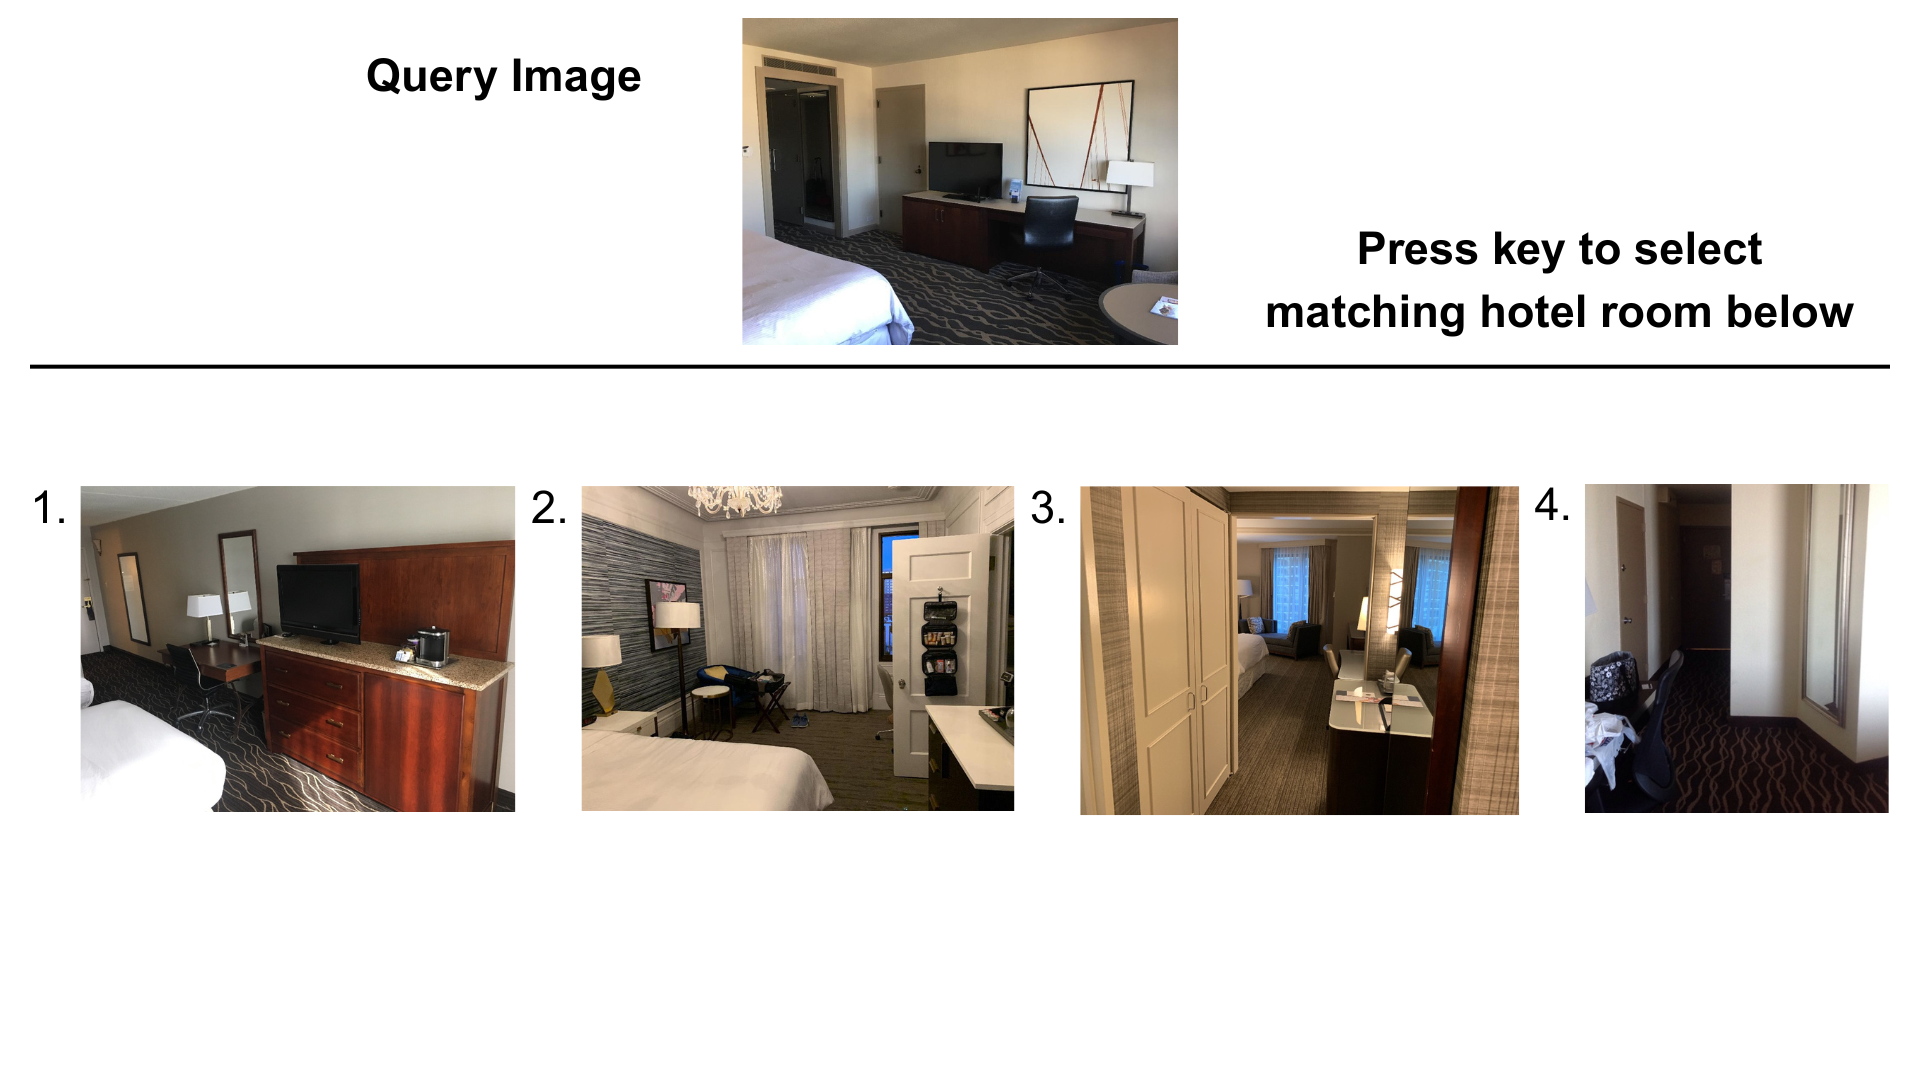 Query Image
Press key to select
matching hotel room below
1.
2.
3.
4.